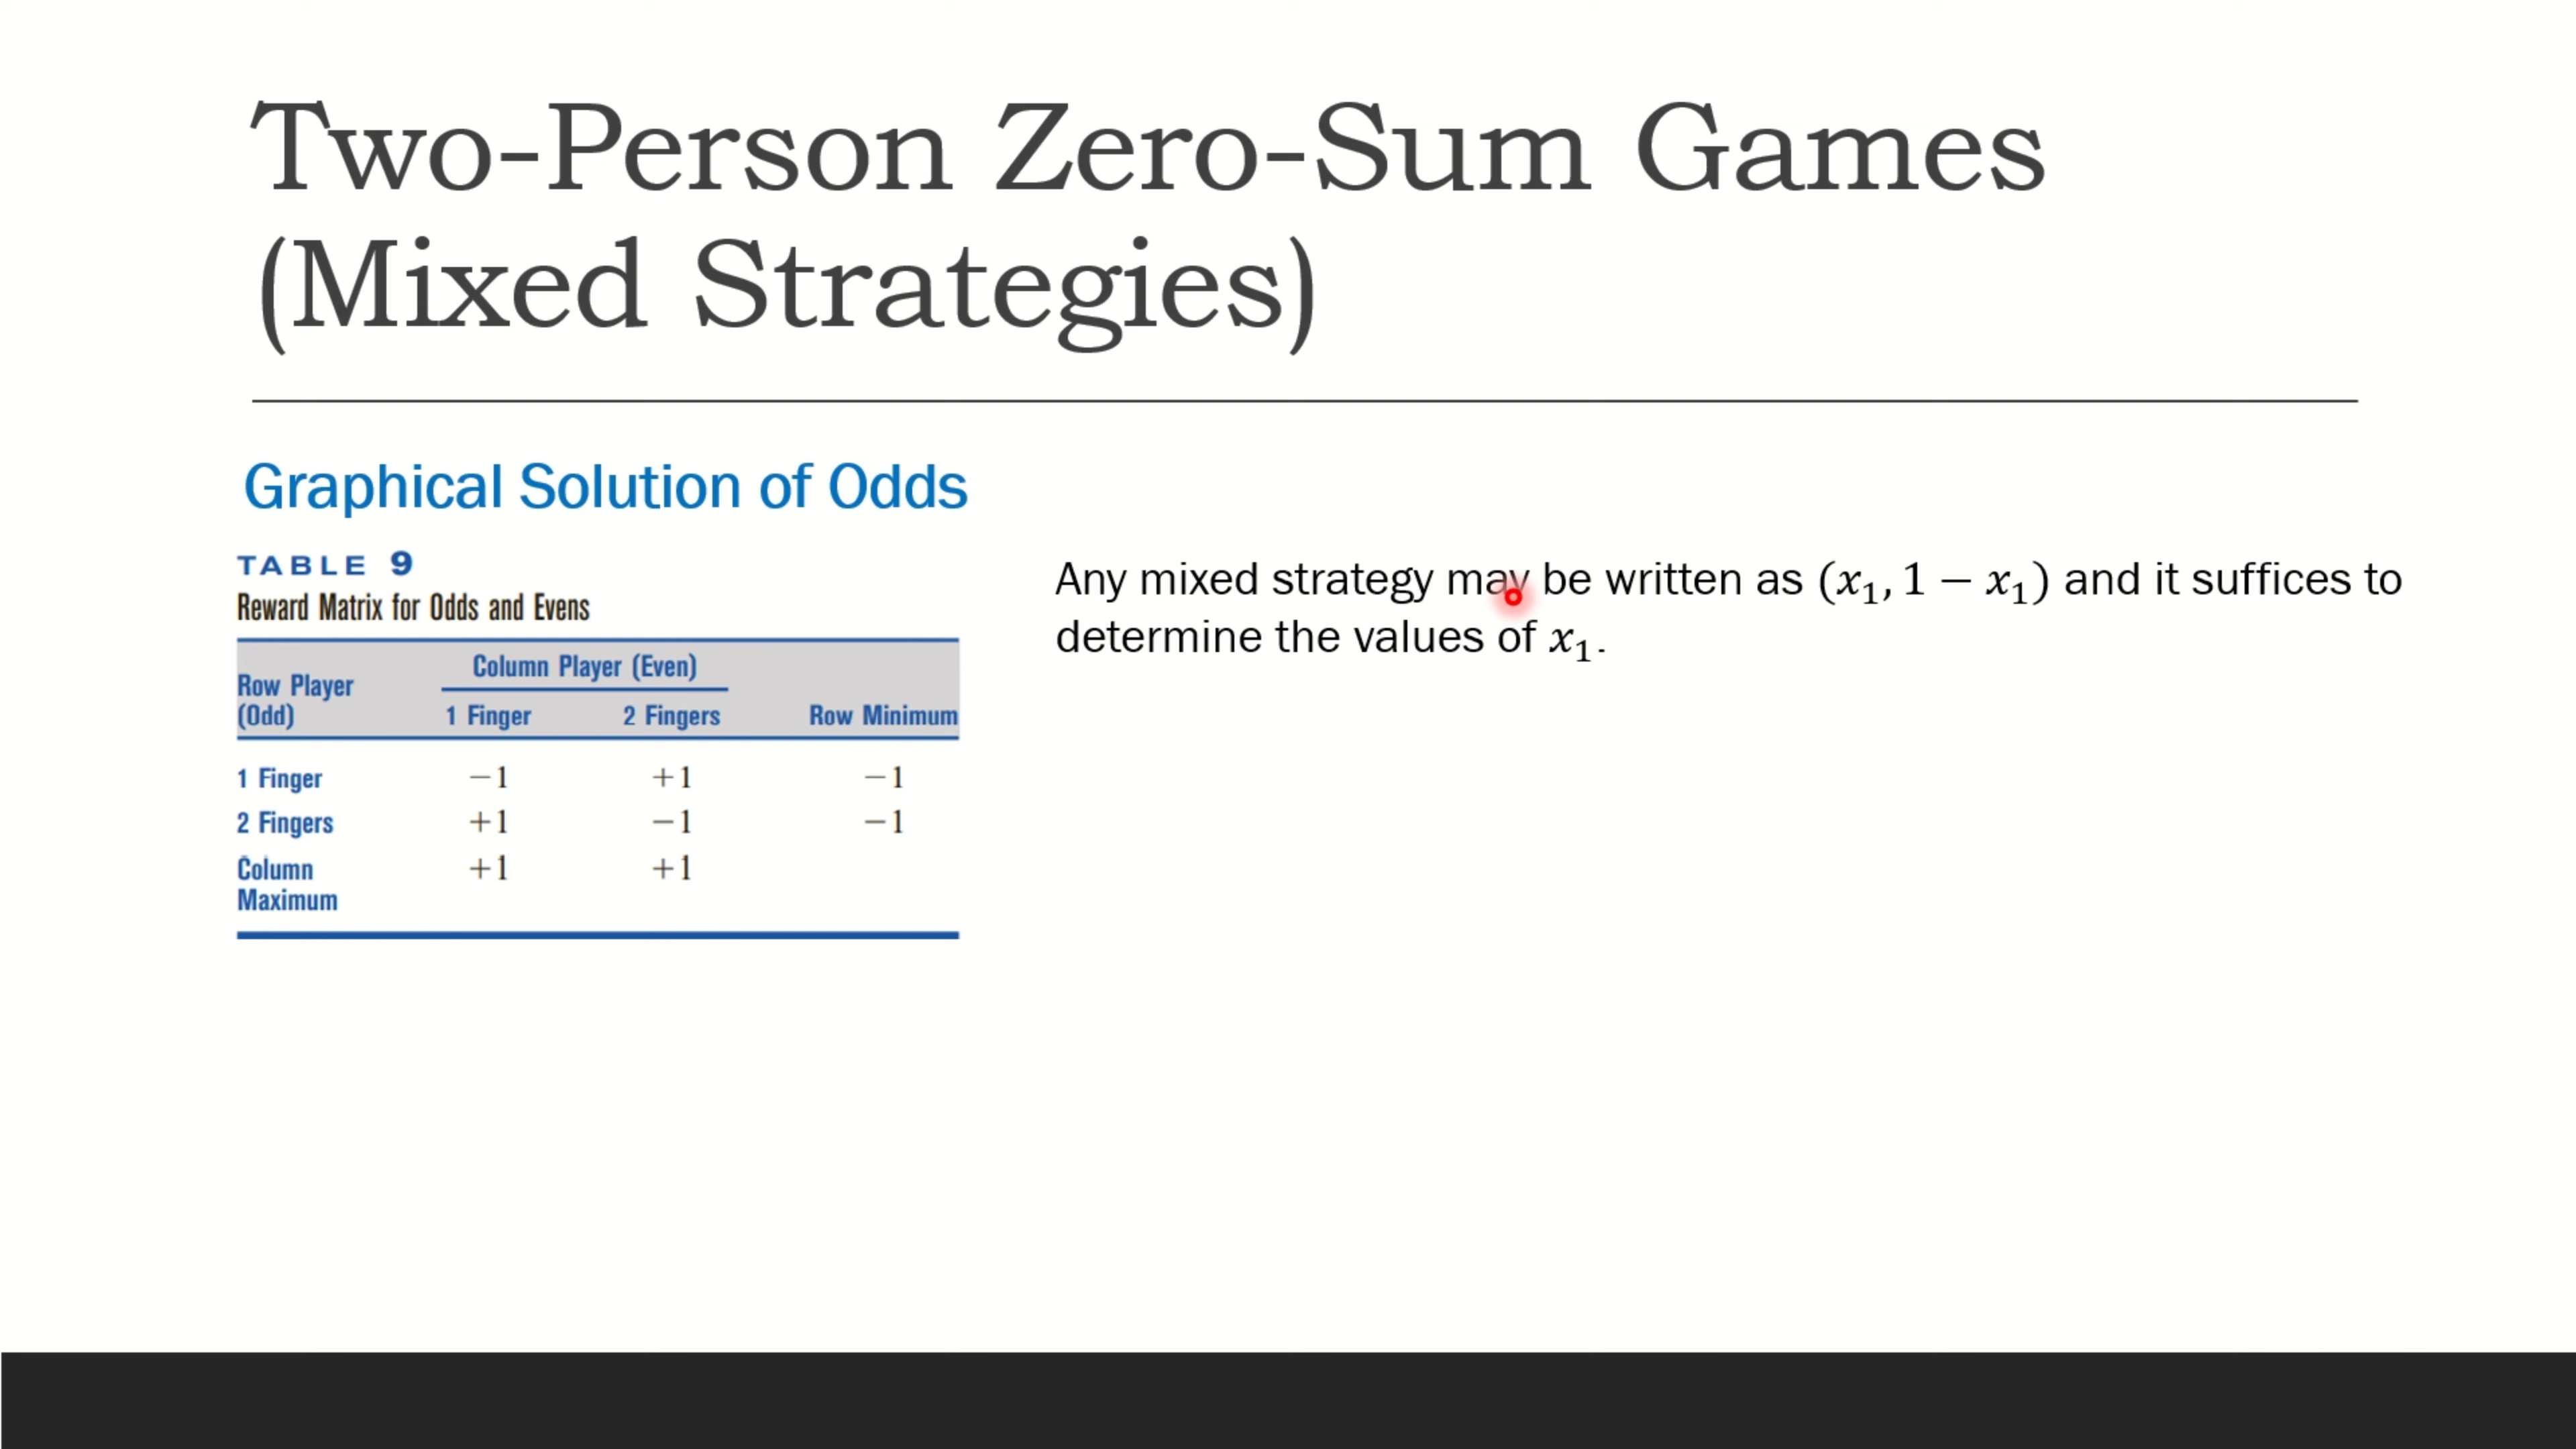 Two-Person Zero-Sum Games
(Mixed Strategies)
Graphical Solution of Odds
TABLE 9
Reward Matrix for Odds and Evens
Column Player (Even)
Row Player
(Odd) 1 Finger 2 Fingers Row Minimum
1 Finger −1 +1 −1
2 Fingers +1 −1 −1
Column +1 +1
Maximum
Any mixed strategy may be written as (x₁, 1 − x₁) and it suffices to
determine the values of x₁.